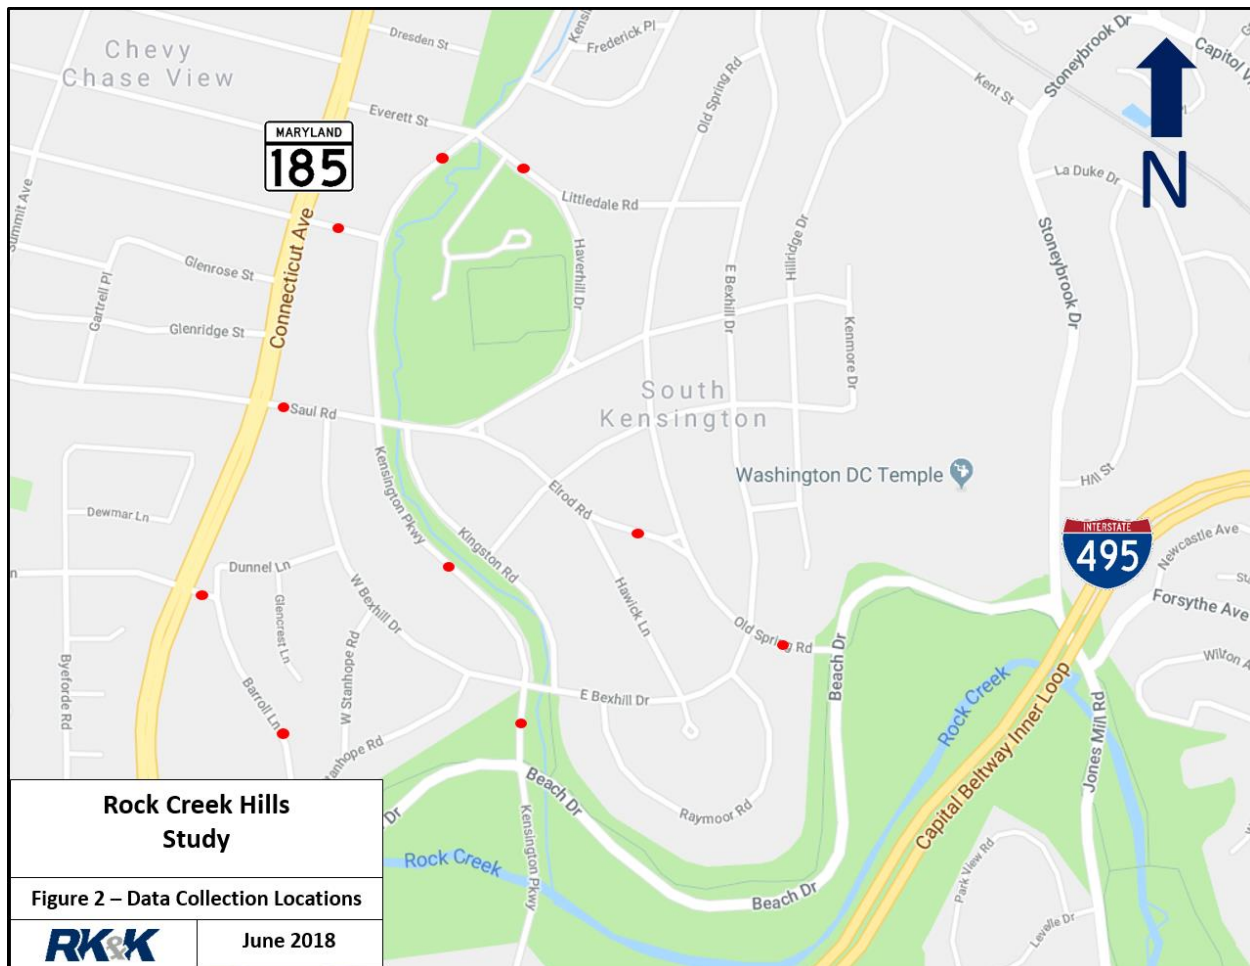 Chevy
Chase View
Dresden St
Frederick Pl
Everett St
MARYLAND
185
Summit Ave
Connecticut Ave
Glenrose St
Gartrell Pl
Glenridge St
Saul Rd
Littledale Rd
Haverhill Dr
Old Spring Rd
E Bexhill Dr
Hillridge Dr
Kenmore Dr
South
Kensington
Kent St
Stoneybrook Dr
Capitol V
N
La Duke Dr
Stoneybrook Dr
Washington DC Temple
Hill St
INTERSTATE
495
Newcastle Ave
Forsythe Ave
Dewmar Ln
Dunnel Ln
Glencrest Ln
Byeforde Rd
Barroll Ln
W Stanhope Rd
W Bexhill Dr
Kensington Pkwy
Kingston Rd
Elrod Rd
Hawick Ln
Old Spring Rd
Beach Dr
E Bexhill Dr
Raymoor Rd
Beach Dr
Kensington Pkwy
Rock Creek
Beach Dr
Rock Creek
Capital Beltway Inner Loop
Jones Mill Rd
Park View Rd
Levelle Dr
Rock Creek Hills
Study
Figure 2 – Data Collection Locations
RK&K
June 2018